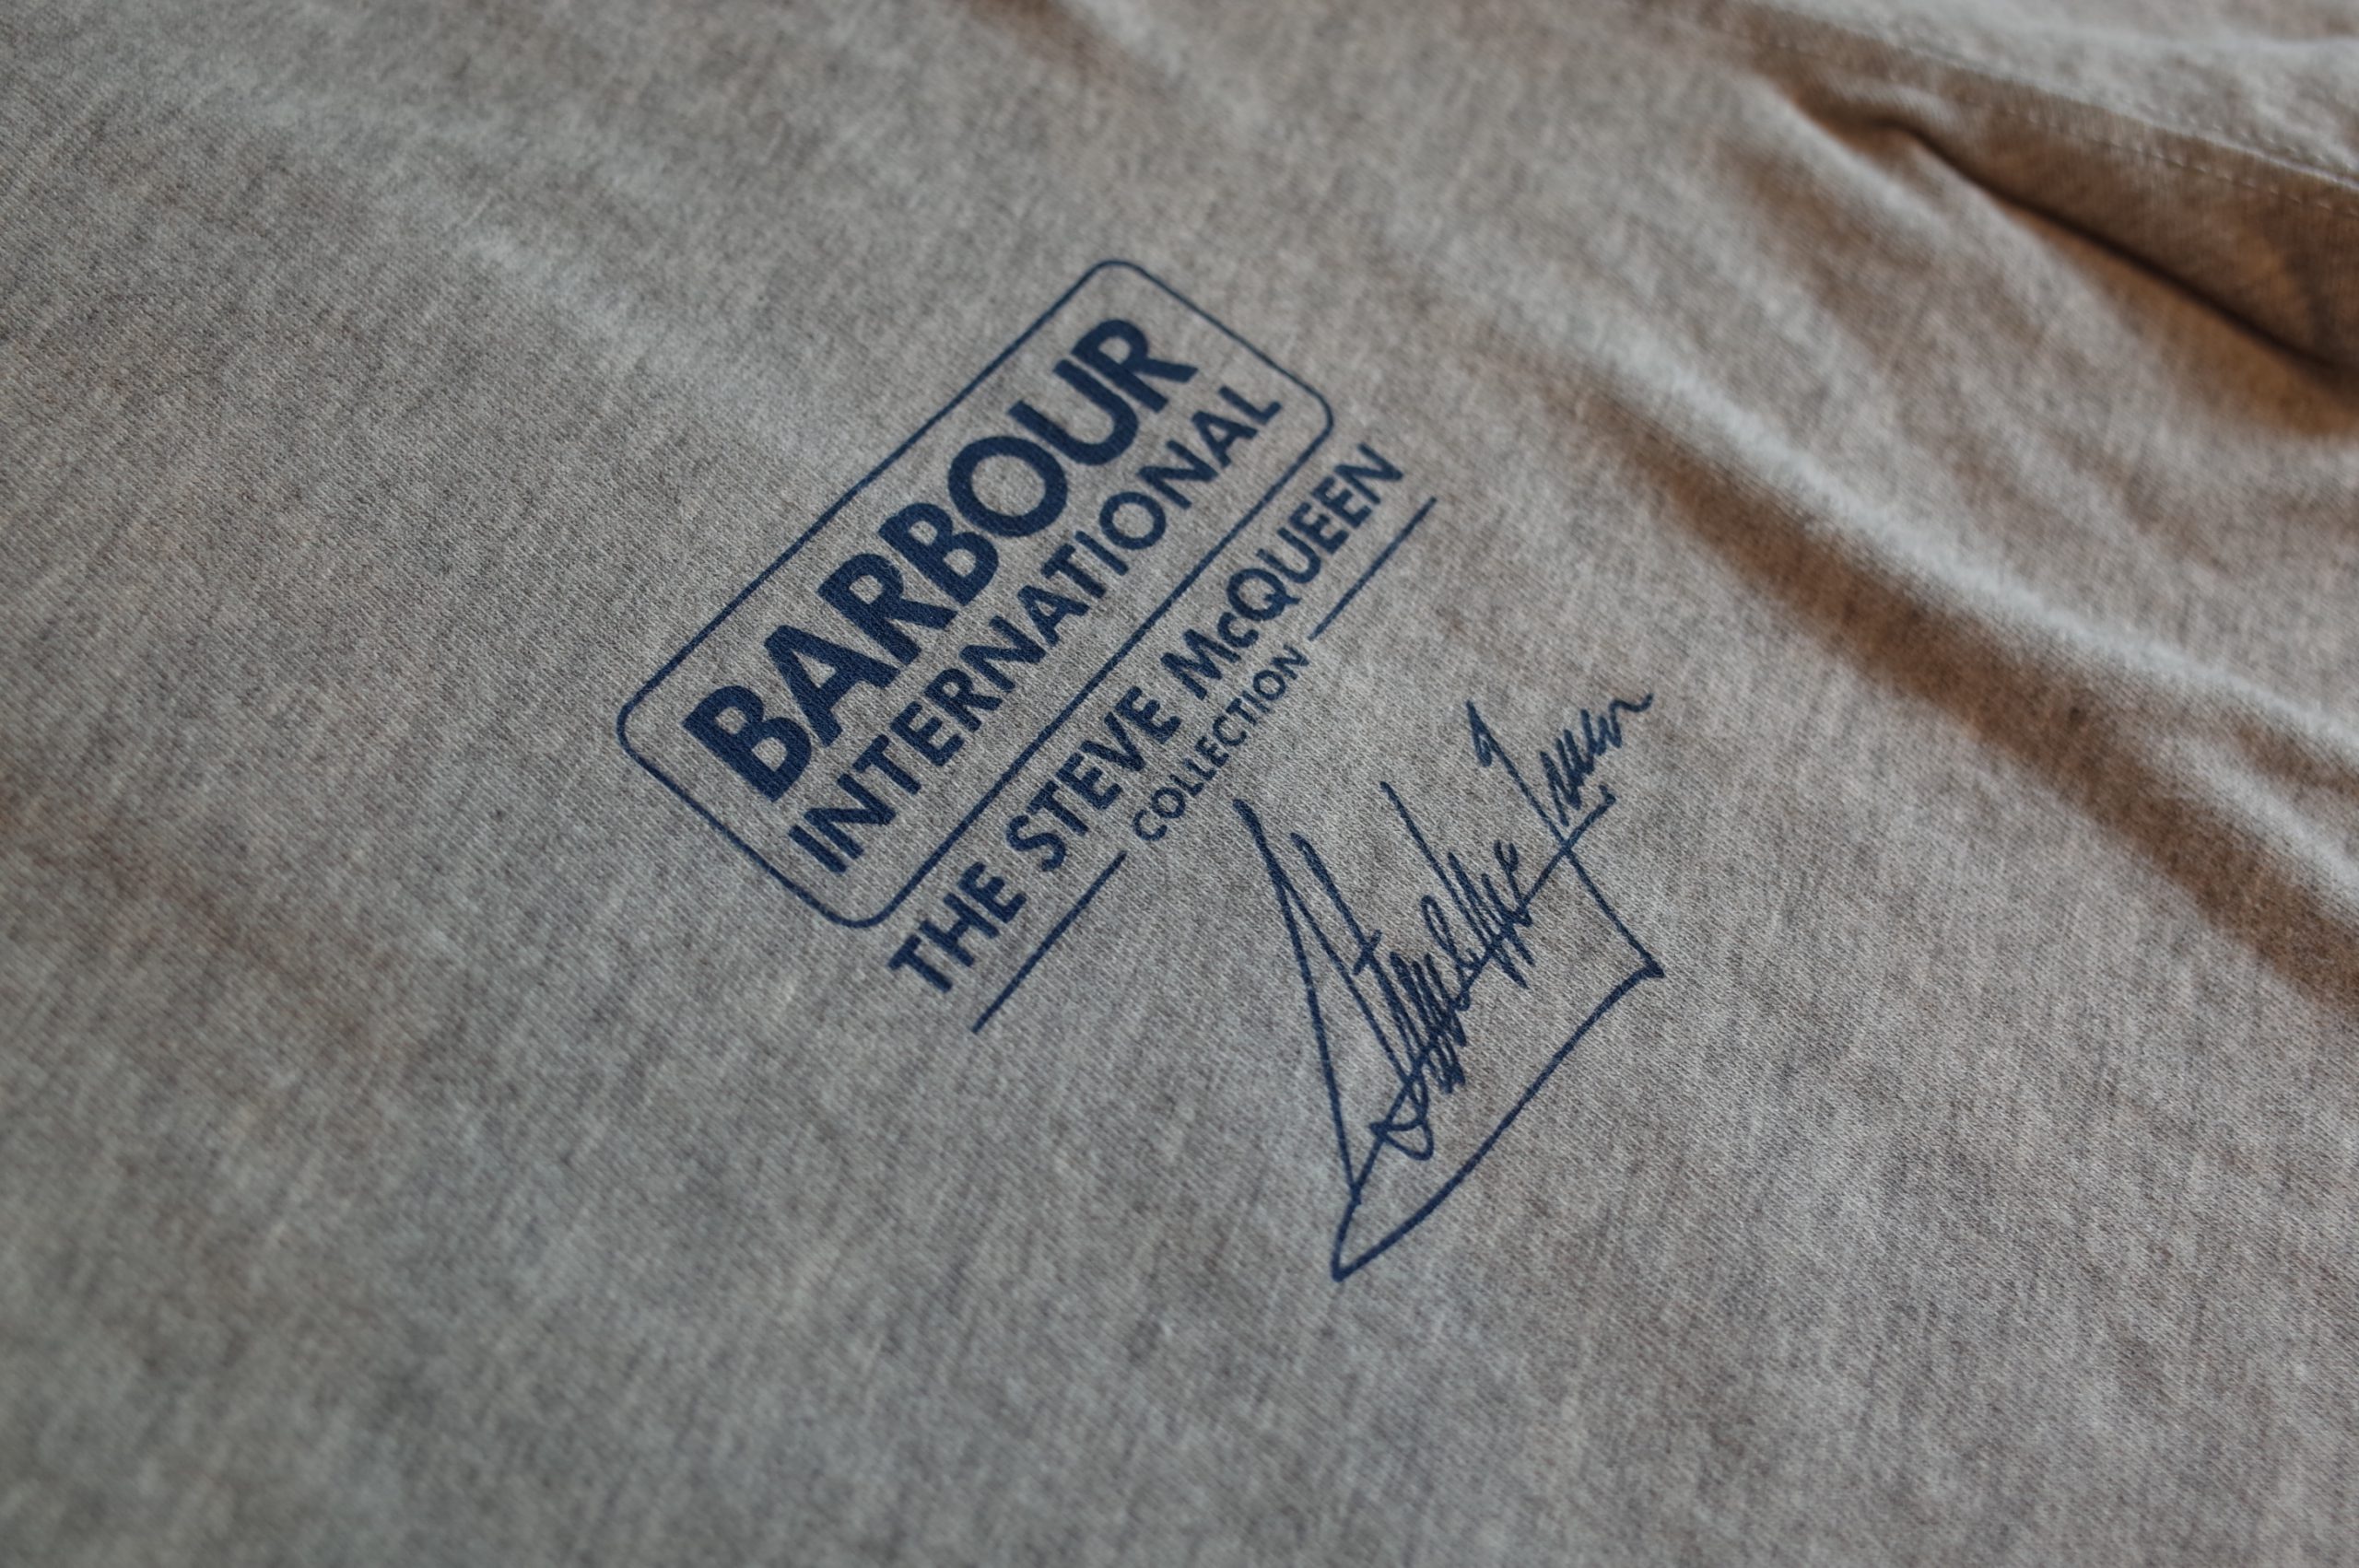 BARBOUR
INTERNATIONAL
THE STEVE McQUEEN
COLLECTION